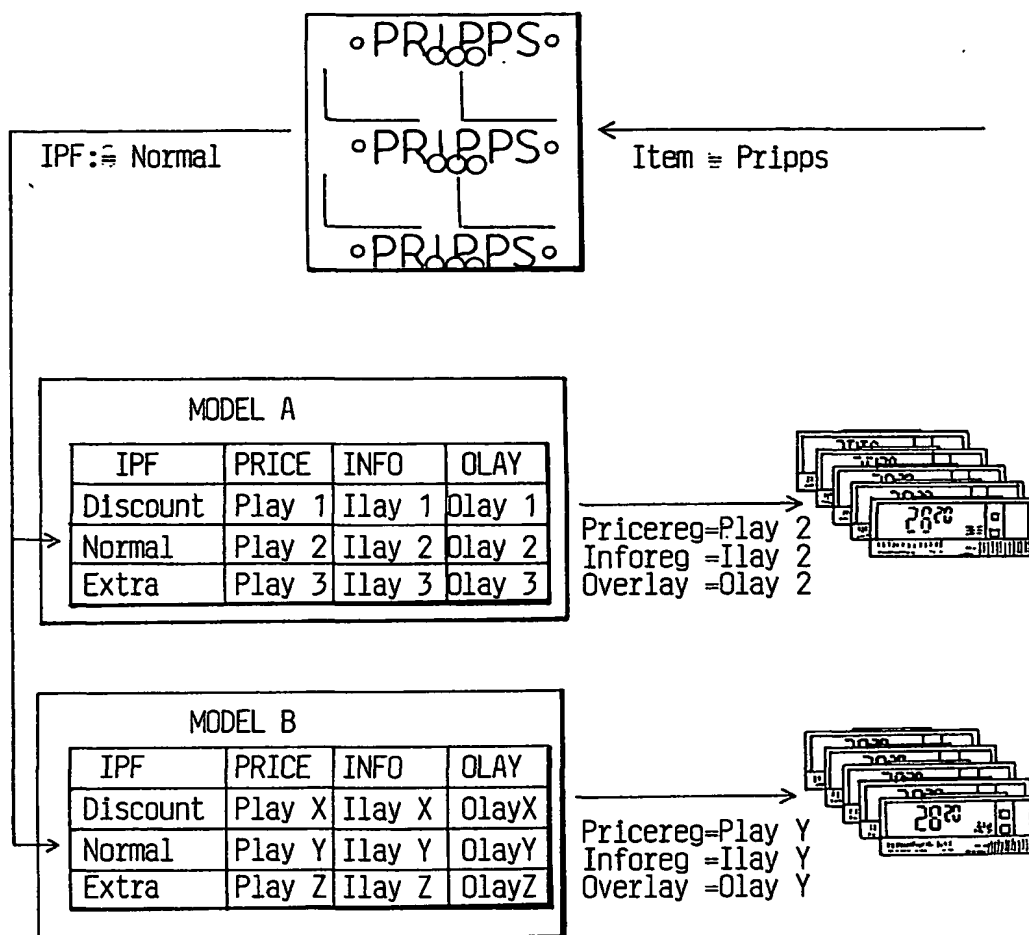 PRIPPS
PRIPPS
PRIPPS
IPF:= Normal
Item = Pripps
MODEL A
IPF PRICE INFO OLAY
Discount Play 1 Ilay 1 Olay 1
Normal Play 2 Ilay 2 Olay 2
Extra Play 3 Ilay 3 Olay 3
Pricereg=Play 2
Inforeg =Ilay 2
Overlay =Olay 2
2820
MODEL B
IPF PRICE INFO OLAY
Discount Play X Ilay X OlayX
Normal Play Y Ilay Y OlayY
Extra Play Z Ilay Z OlayZ
Pricereg=Play Y
Inforeg =Ilay Y
Overlay =Olay Y
2820